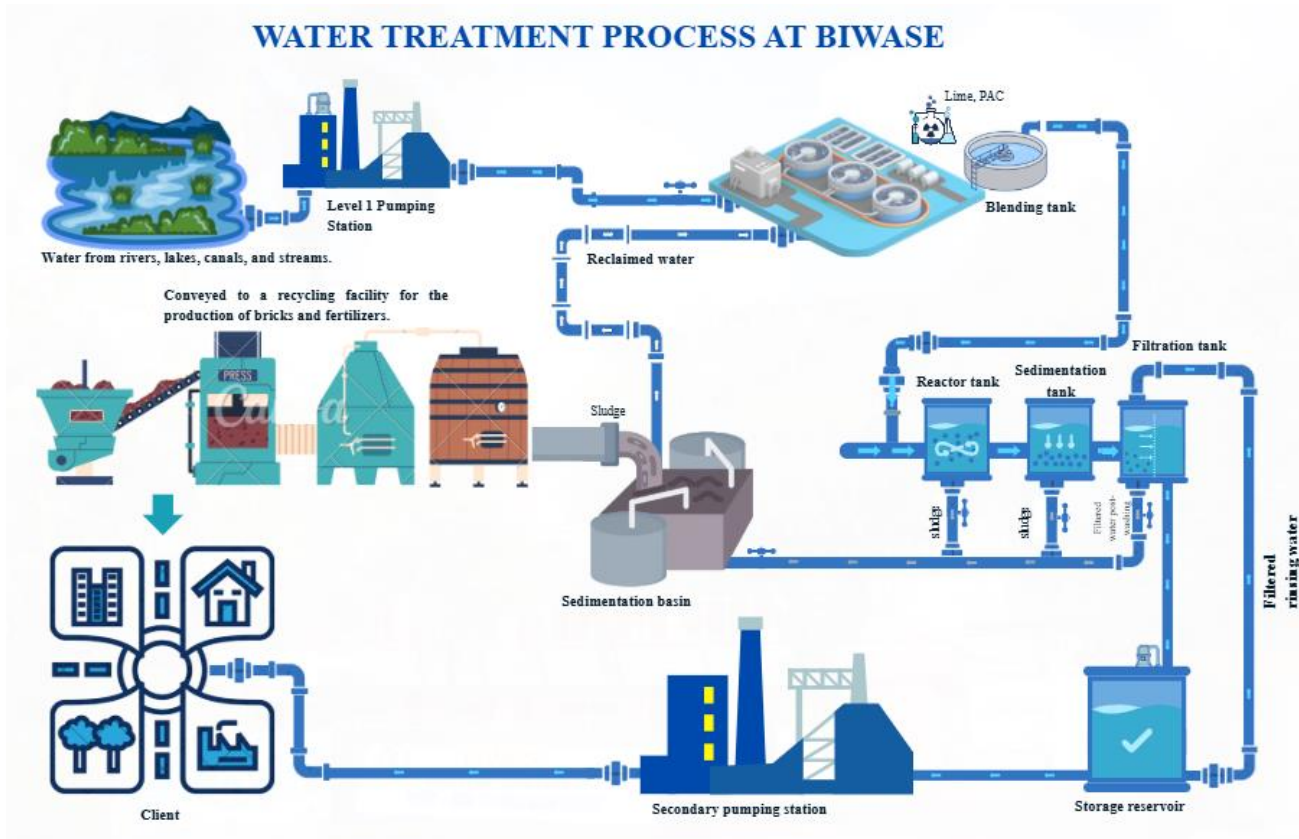 WATER TREATMENT PROCESS AT BIWASE
Lime, PAC
Level 1 Pumping
Station
Blending tank
Water from rivers, lakes, canals, and streams.
Reclaimed water
Conveyed to a recycling facility for the
production of bricks and fertilizers.
PRESS
Canva
Filtration tank
Reactor tank
Sedimentation
tank
Sludge
sludge
sludge
Filtered
water post-
washing
Filtered
rinsing water
Sedimentation basin
Secondary pumping station
Storage reservoir
Client